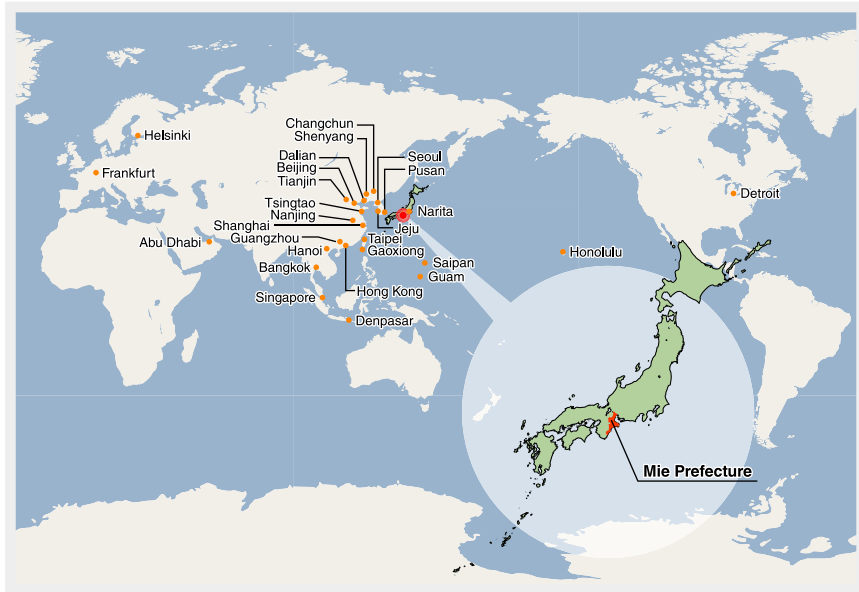 Helsinki
Frankfurt
Abu Dhabi
Changchun
Shenyang
Dalian
Beijing
Tianjin
Tsingtao
Nanjing
Shanghai
Guangzhou
Hanoi
Bangkok
Singapore
Seoul
Pusan
Narita
Jeju
Taipei
Gaoxiong
Hong Kong
Denpasar
Saipan
Guam
Honolulu
Detroit
Mie Prefecture